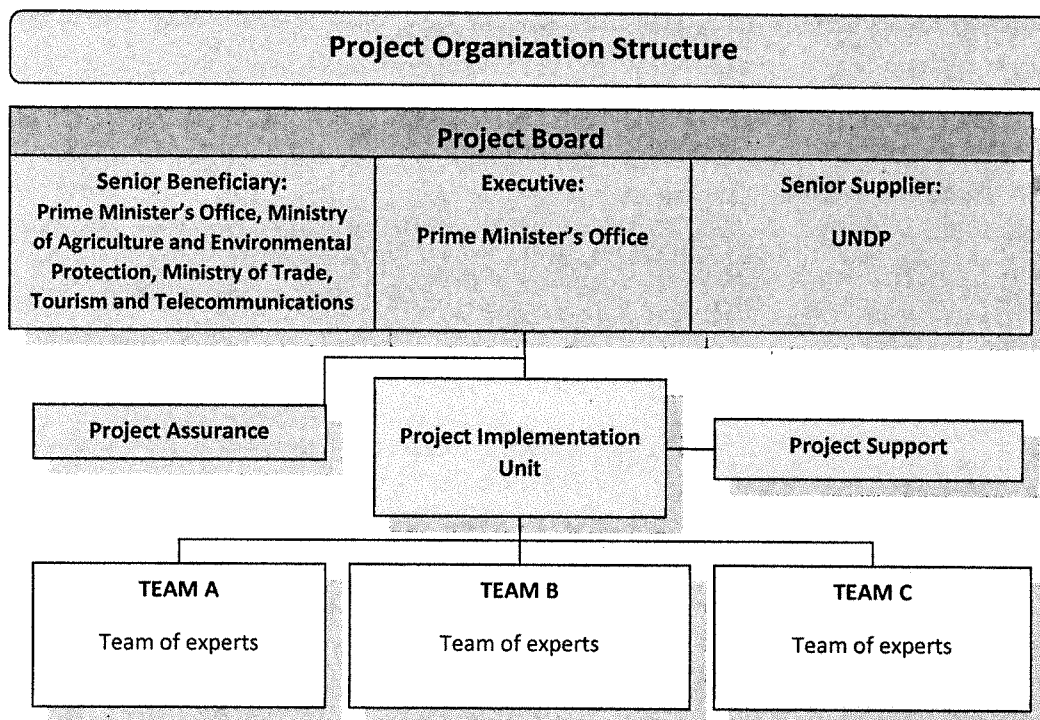 Project Organization Structure
Project Board
Senior Beneficiary:
Prime Minister's Office, Ministry
of Agriculture and Environmental
Protection, Ministry of Trade,
Tourism and Telecommunications
Executive:
Prime Minister's Office
Senior Supplier:
UNDP
Project Assurance
Project Implementation
Unit
Project Support
TEAM A
Team of experts
TEAM B
Team of experts
TEAM C
Team of experts